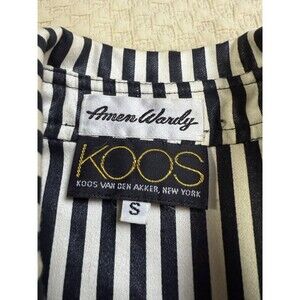 Amen Wardy
KOOS
KOOS VAN DEN AKKER, NEW YORK
S